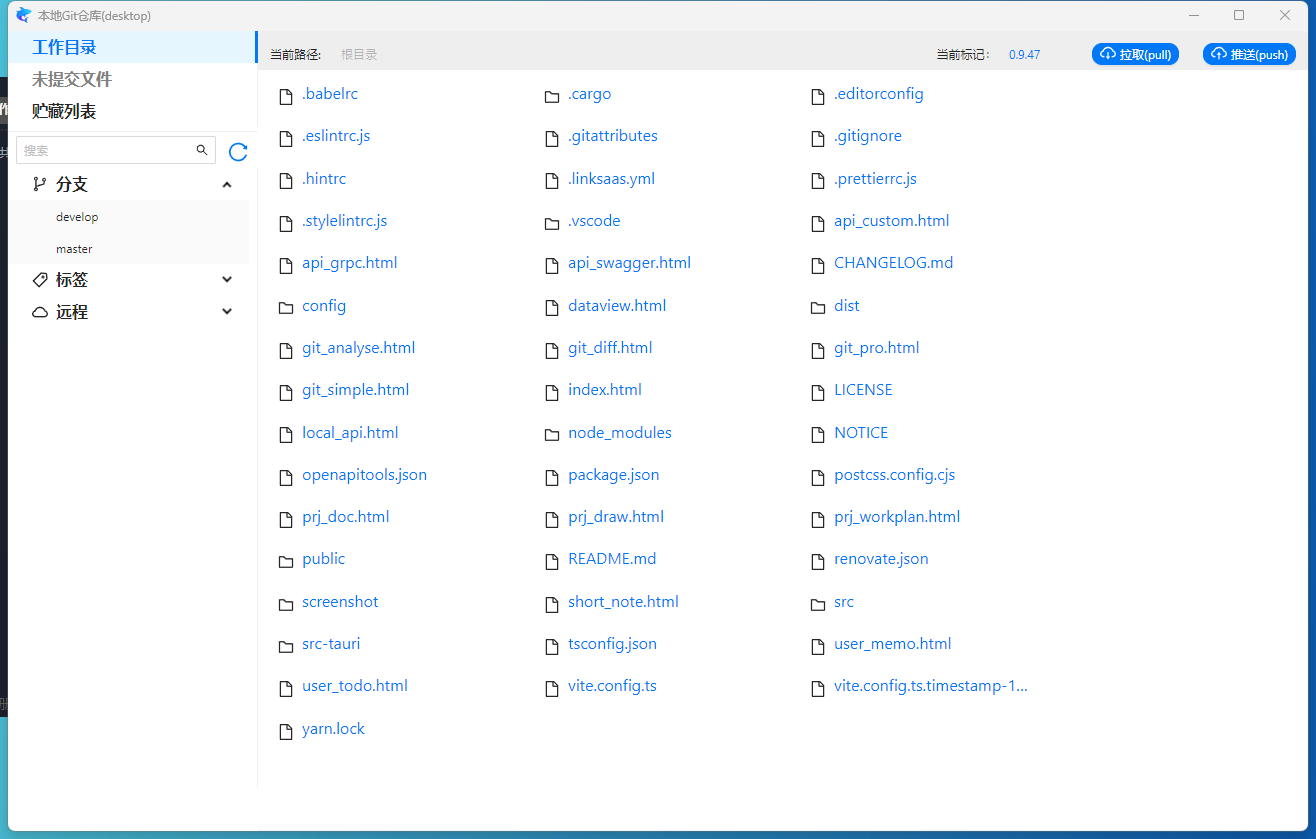 本地Git仓库(desktop)
工作目录
未提交文件
贮藏列表
搜索
分支
develop
master
标签
远程
当前路径: 根目录 当前标记: 0.9.47 拉取(pull) 推送(push)
.babelrc .cargo .editorconfig
.eslintrc.js .gitattributes .gitignore
.hintrc .linksaas.yml .prettierrc.js
.stylelintrc.js .vscode api_custom.html
api_grpc.html api_swagger.html CHANGELOG.md
config dataview.html dist
git_analyse.html git_diff.html git_pro.html
git_simple.html index.html LICENSE
local_api.html node_modules NOTICE
openapitools.json package.json postcss.config.cjs
prj_doc.html prj_draw.html prj_workplan.html
public README.md renovate.json
screenshot short_note.html src
src-tauri tsconfig.json user_memo.html
user_todo.html vite.config.ts vite.config.ts.timestamp-1...
yarn.lock